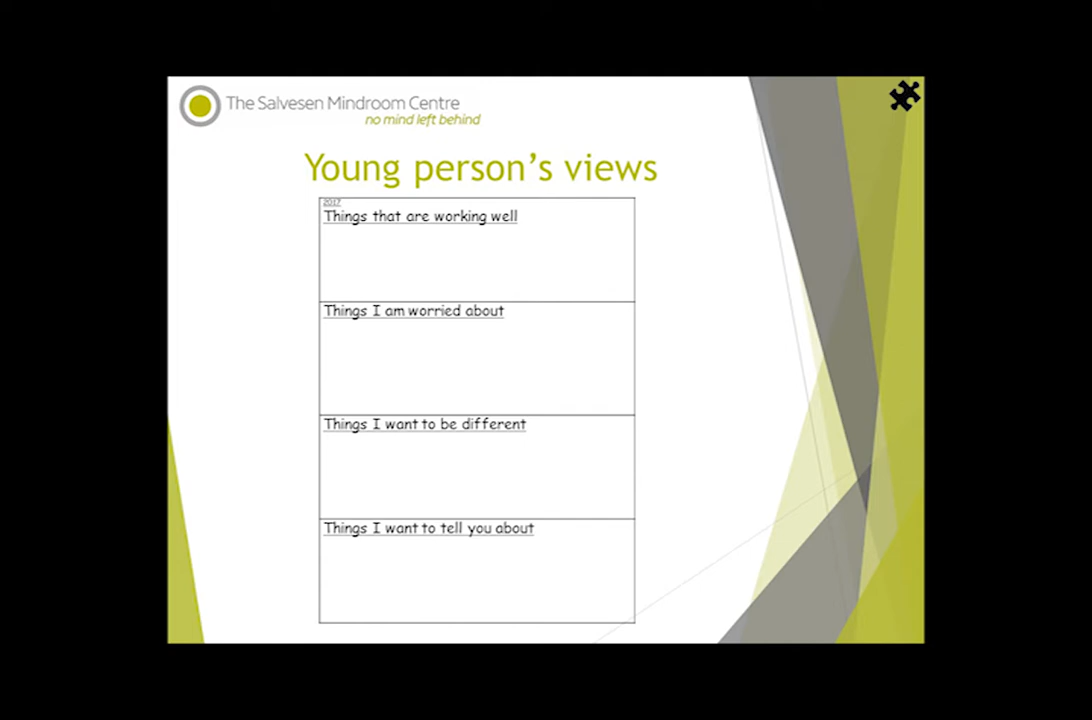 The Salvesen Mindroom Centre
no mind left behind
Young person's views
2017
Things that are working well
Things I am worried about
Things I want to be different
Things I want to tell you about